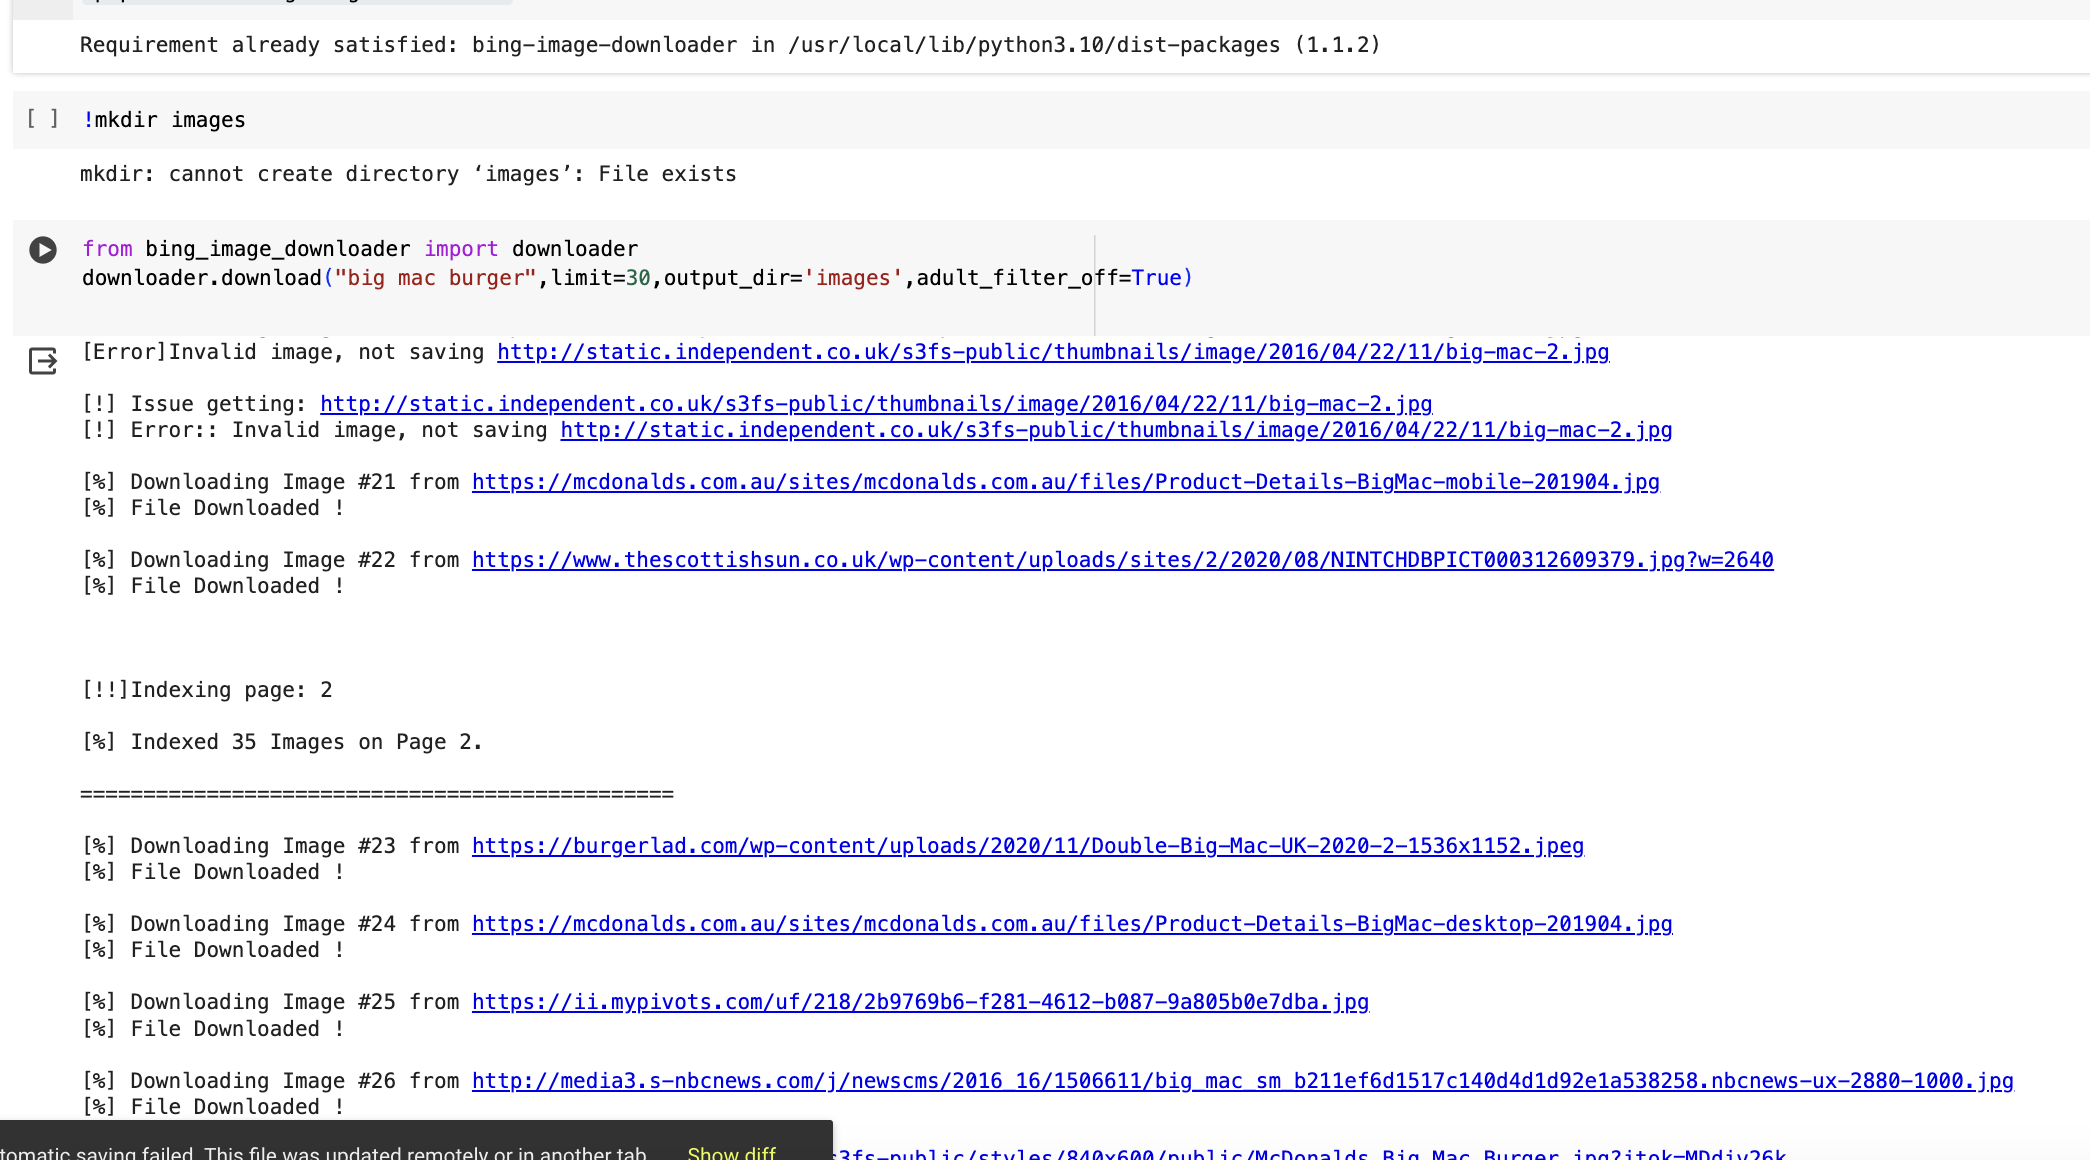 Requirement already satisfied: bing-image-downloader in /usr/local/lib/python3.10/dist-packages (1.1.2)
[ ] !mkdir images
mkdir: cannot create directory ‘images’: File exists
from bing_image_downloader import downloader
downloader.download("big mac burger",limit=30,output_dir='images',adult_filter_off=True)
[Error]Invalid image, not saving http://static.independent.co.uk/s3fs-public/thumbnails/image/2016/04/22/11/big-mac-2.jpg
[!] Issue getting: http://static.independent.co.uk/s3fs-public/thumbnails/image/2016/04/22/11/big-mac-2.jpg
[!] Error:: Invalid image, not saving http://static.independent.co.uk/s3fs-public/thumbnails/image/2016/04/22/11/big-mac-2.jpg
[%] Downloading Image #21 from https://mcdonalds.com.au/sites/mcdonalds.com.au/files/Product-Details-BigMac-mobile-201904.jpg
[%] File Downloaded !
[%] Downloading Image #22 from https://www.thescottishsun.co.uk/wp-content/uploads/sites/2/2020/08/NINTCHDBPICT000312609379.jpg?w=2640
[%] File Downloaded !
[!!]Indexing page: 2
[%] Indexed 35 Images on Page 2.
===============================================
[%] Downloading Image #23 from https://burgerlad.com/wp-content/uploads/2020/11/Double-Big-Mac-UK-2020-2-1536x1152.jpeg
[%] File Downloaded !
[%] Downloading Image #24 from https://mcdonalds.com.au/sites/mcdonalds.com.au/files/Product-Details-BigMac-desktop-201904.jpg
[%] File Downloaded !
[%] Downloading Image #25 from https://ii.mypivots.com/uf/218/2b9769b6-f281-4612-b087-9a805b0e7dba.jpg
[%] File Downloaded !
[%] Downloading Image #26 from http://media3.s-nbcnews.com/j/newscms/2016_16/1506611/big_mac_sm_b211ef6d1517c140d4d1d92e1a538258.nbcnews-ux-2880-1000.jpg
[%] File Downloaded !
tomatic saving failed. This file was updated remotely or in another tab. Show diff
s3fs-public/styles/840x600/public/McDonalds_Big_Mac_Burger.jpg?itok=MDdiv26k